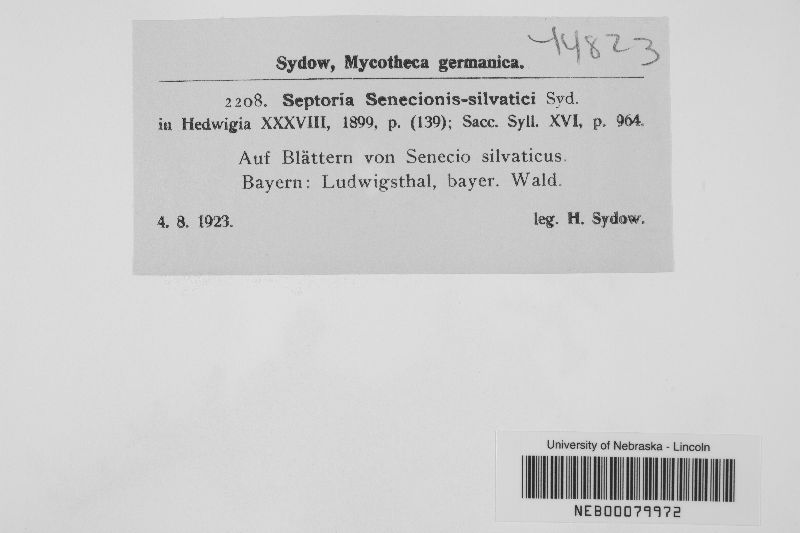 44823
Sydow, Mycotheca germanica.
2208. Septoria Senecionis-silvatici Syd.
in Hedwigia XXXVIII, 1899, p. (139); Sacc. Syll. XVI, p. 964.
Auf Blättern von Senecio silvaticus.
Bayern: Ludwigsthal, bayer. Wald.
4. 8. 1923. leg. H. Sydow.
University of Nebraska - Lincoln
NEB00079972